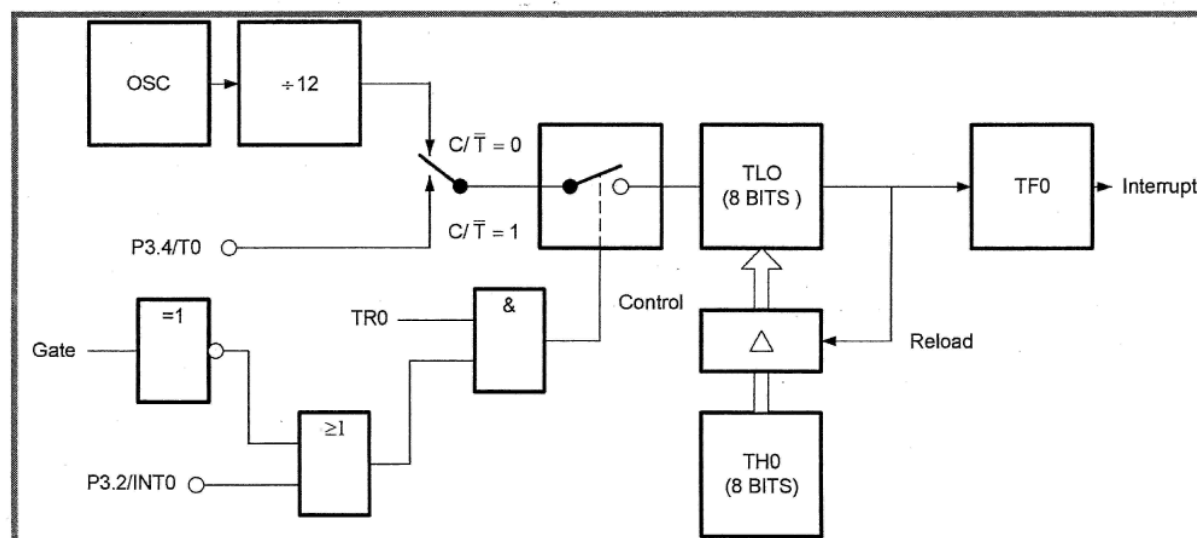 OSC
÷12
C/T̅ = 0
C/T̅ = 1
P3.4/T0
TLO
(8 BITS )
TF0
Interrupt
Control
&
TR0
=1
Gate
△
Reload
≥1
P3.2/INT0
TH0
(8 BITS)